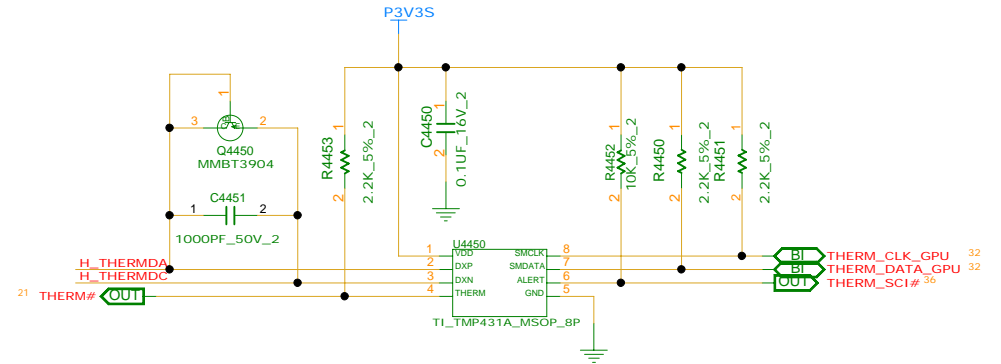 P3V3S
1
3
2
Q4450
MMBT3904
C4451
1
2
1000PF_50V_2
1
R4453
2.2K_5%_2
2
1
C4450
0.1UF_16V_2
2
1
R4452
10K_5%_2
2
1
R4450
2.2K_5%_2
2
1
R4451
2.2K_5%_2
2
U4450
H_THERMDA
H_THERMDC
21 THERM# OUT
1 VDD SMCLK 8
2 DXP SMDATA 7
3 DXN ALERT 6
4 THERM GND 5
TI_TMP431A_MSOP_8P
BI THERM_CLK_GPU 32
BI THERM_DATA_GPU 32
OUT THERM_SCI# 36